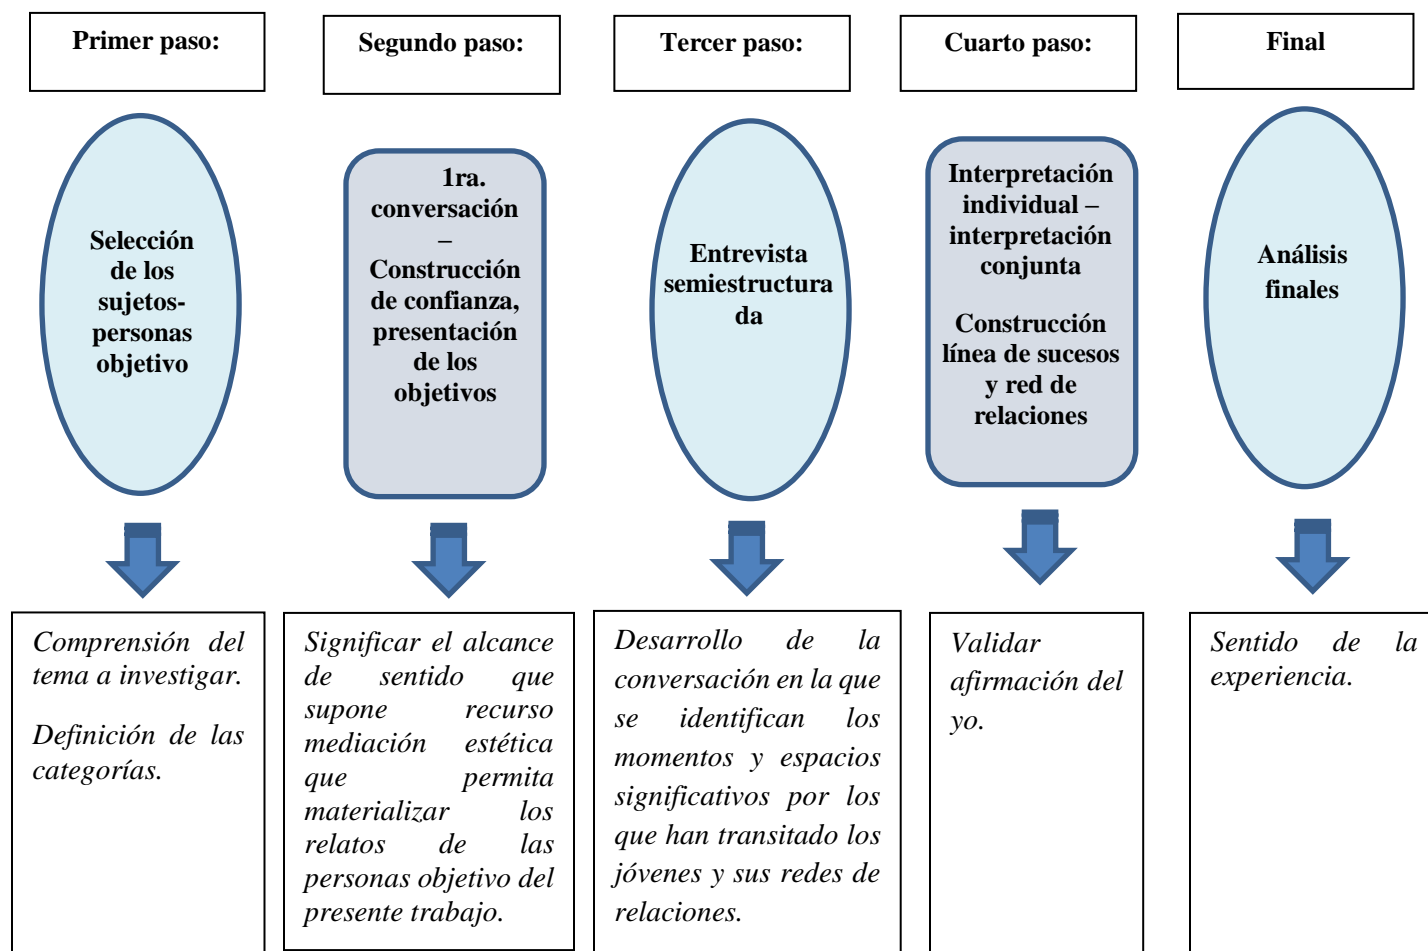 Primer paso:
Segundo paso:
Tercer paso:
Cuarto paso:
Final
Selección
de los
sujetos-
personas
objetivo
1ra.
conversación
–
Construcción
de confianza,
presentación
de los
objetivos
Entrevista
semiestructura
da
Interpretación
individual –
interpretación
conjunta
Construcción
línea de sucesos
y red de
relaciones
Análisis
finales
Comprensión del
tema a investigar.
Definición de las
categorías.
Significar el alcance
de sentido que
supone recurso
mediación estética
que permita
materializar los
relatos de las
personas objetivo del
presente trabajo.
Desarrollo de la
conversación en la que
se identifican los
momentos y espacios
significativos por los
que han transitado los
jóvenes y sus redes de
relaciones.
Validar
afirmación del
yo.
Sentido de la
experiencia.